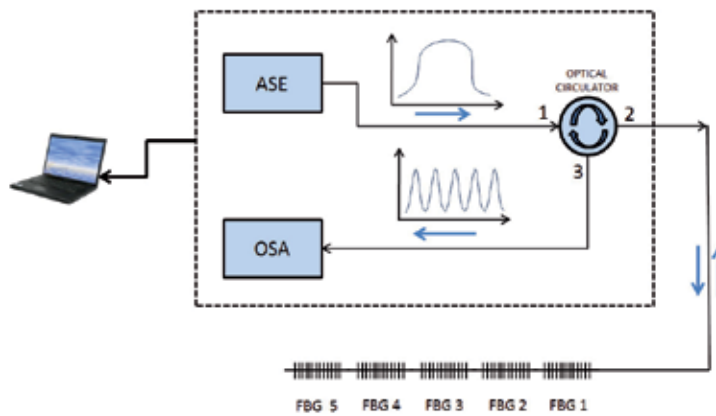 ASE
OPTICAL
CIRCULATOR
1
2
3
OSA
FBG 5 FBG 4 FBG 3 FBG 2 FBG 1